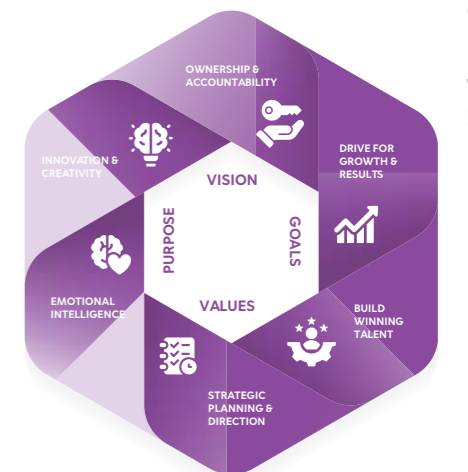 OWNERSHIP &
ACCOUNTABILITY
DRIVE FOR
GROWTH &
RESULTS
BUILD
WINNING
TALENT
STRATEGIC
PLANNING &
DIRECTION
EMOTIONAL
INTELLIGENCE
INNOVATION &
CREATIVITY
VISION
GOALS
VALUES
PURPOSE